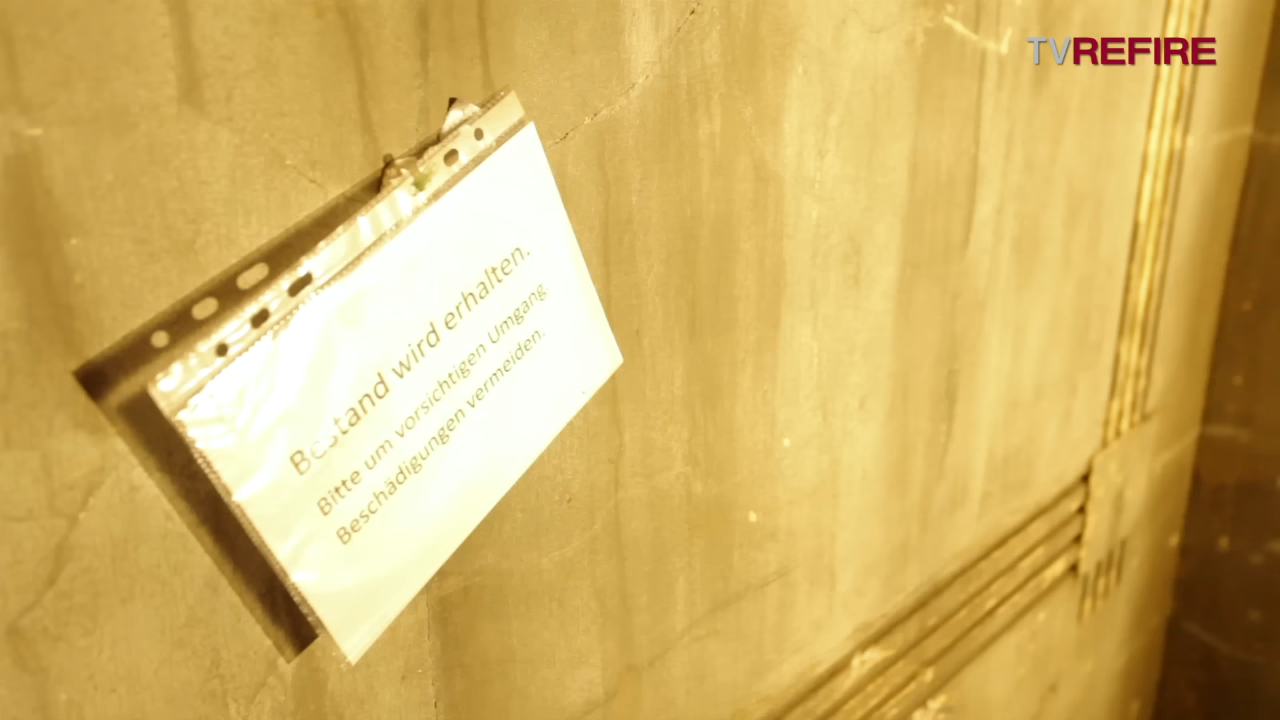 TVREFIRE
Bestand wird erhalten.
Bitte um vorsichtigen Umgang.
Beschädigungen vermeiden.